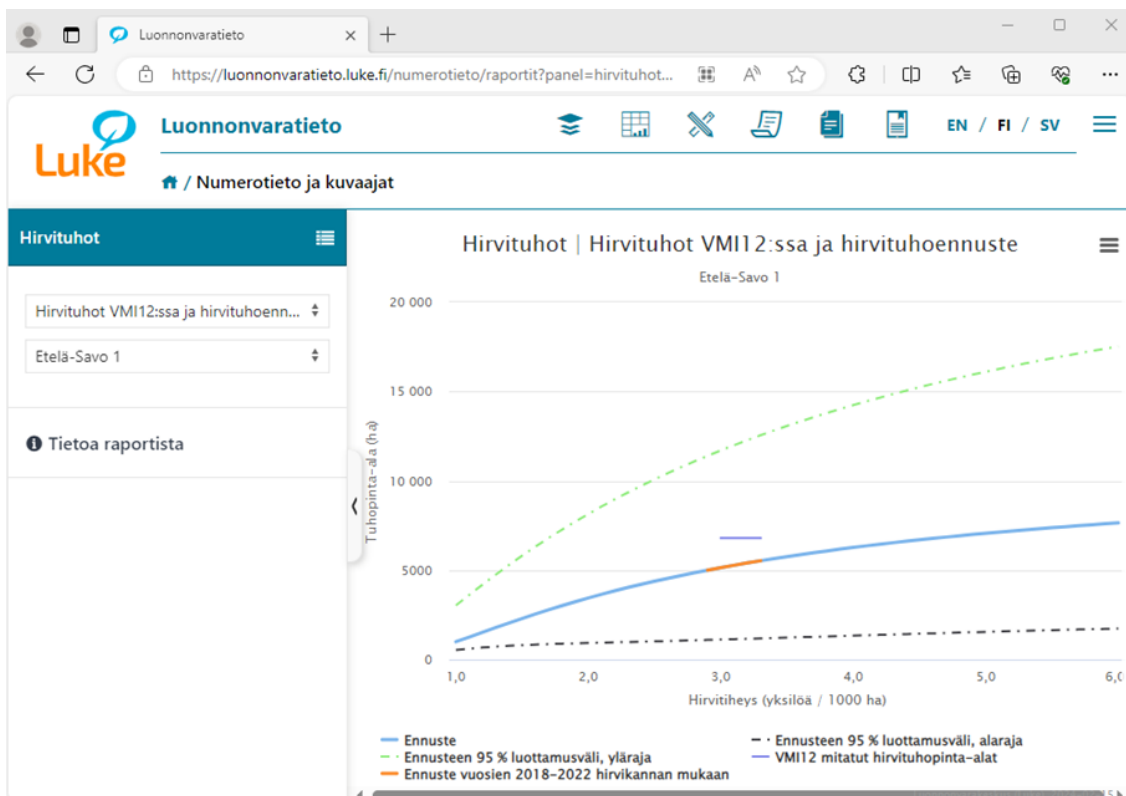 Luonnonvaratieto
https://luonnonvaratieto.luke.fi/numerotieto/raportit?panel=hirvituhot...
Luke
Luonnonvaratieto
EN / FI / SV
/ Numerotieto ja kuvaajat
Hirvituhot
Hirvituhot VMI12:ssa ja hirvituhoenn...
Etelä-Savo 1
Tietoa raportista
Hirvituhot | Hirvituhot VMI12:ssa ja hirvituhoennuste
Etelä-Savo 1
Tuhopinta-ala (ha)
20 000
15 000
10 000
5000
0
1,0 2,0 3,0 4,0 5,0 6,0
Hirvitiheys (yksilöä / 1000 ha)
Ennuste
Ennusteen 95 % luottamusväli, alaraja
Ennusteen 95 % luottamusväli, yläraja
VMI12 mitatut hirvituhopinta-alat
Ennuste vuosien 2018-2022 hirvikannan mukaan